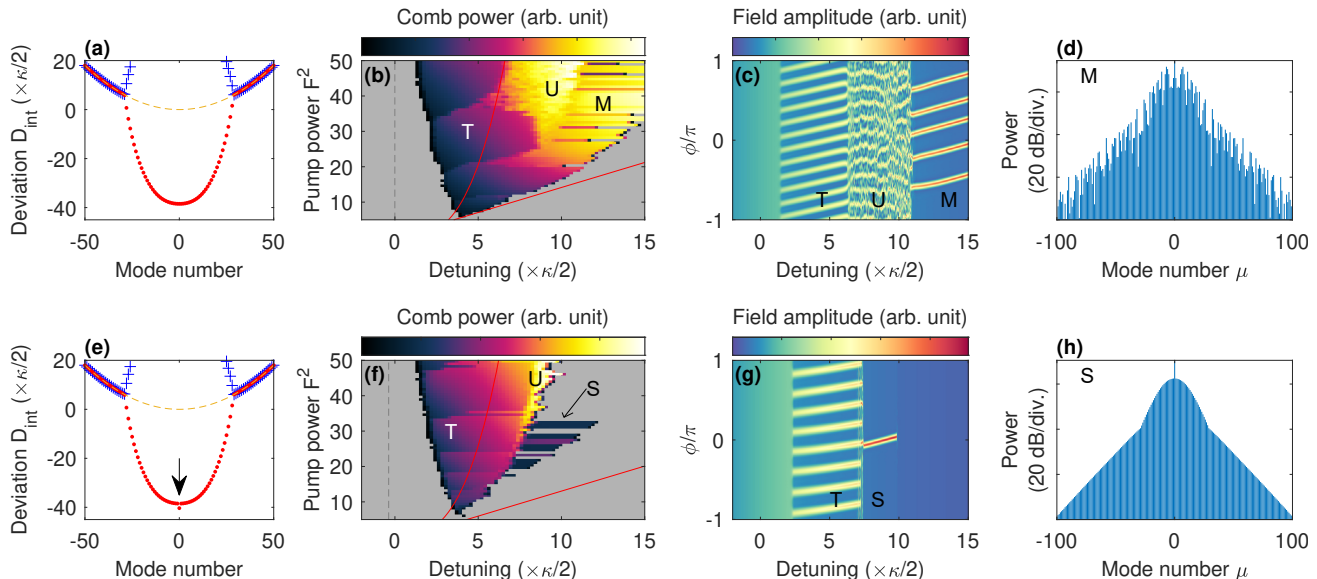 (a)
Deviation D_int (×κ/2)
20
0
-20
-40
-50
0
50
Mode number
Comb power (arb. unit)
(b)
Pump power F²
50
40
30
20
10
0
5
10
15
Detuning (×κ/2)
T
U
M
Field amplitude (arb. unit)
(c)
ϕ/π
1
0
-1
0
5
10
15
Detuning (×κ/2)
T
U
M
(d)
M
Power
(20 dB/div.)
-100
0
100
Mode number μ
(e)
Deviation D_int (×κ/2)
20
0
-20
-40
-50
0
50
Mode number
Comb power (arb. unit)
(f)
Pump power F²
50
40
30
20
10
0
5
10
15
Detuning (×κ/2)
T
U
S
Field amplitude (arb. unit)
(g)
ϕ/π
1
0
-1
0
5
10
15
Detuning (×κ/2)
T
S
(h)
S
Power
(20 dB/div.)
-100
0
100
Mode number μ